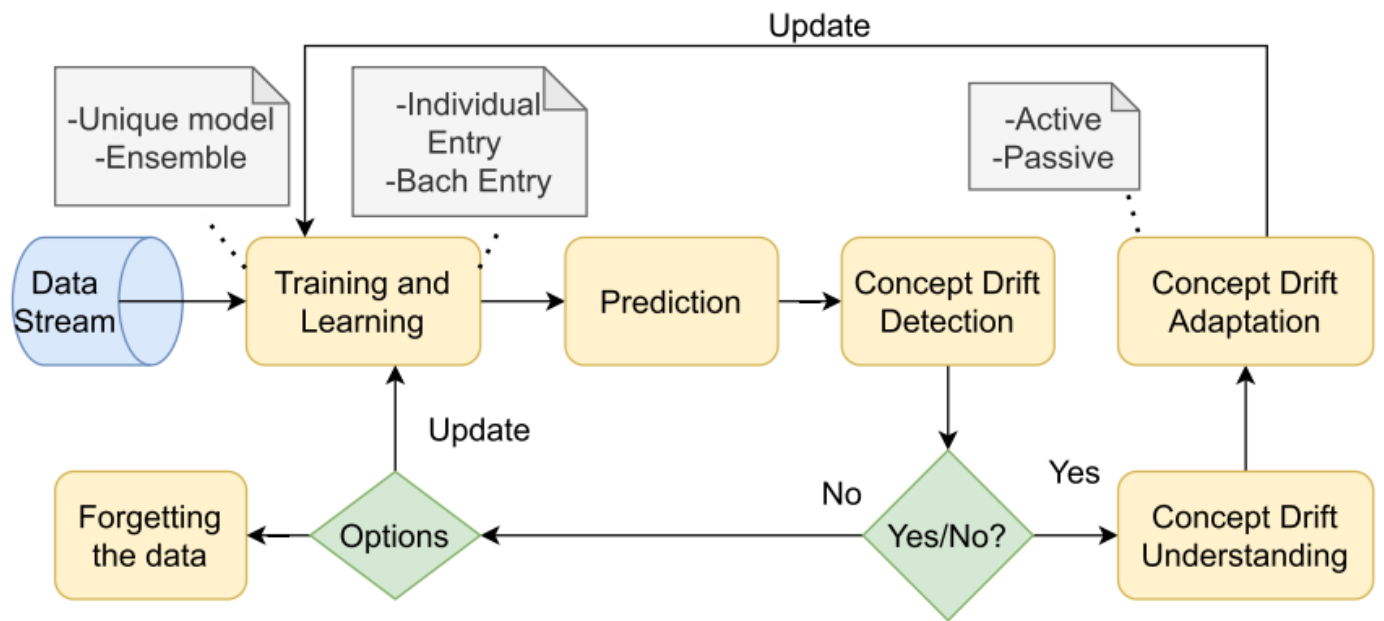 Update
-Unique model
-Ensemble
-Individual
Entry
-Bach Entry
-Active
-Passive
Data
Stream
Training and
Learning
Prediction
Concept Drift
Detection
Concept Drift
Adaptation
Update
No
Yes
Forgetting
the data
Options
Yes/No?
Concept Drift
Understanding